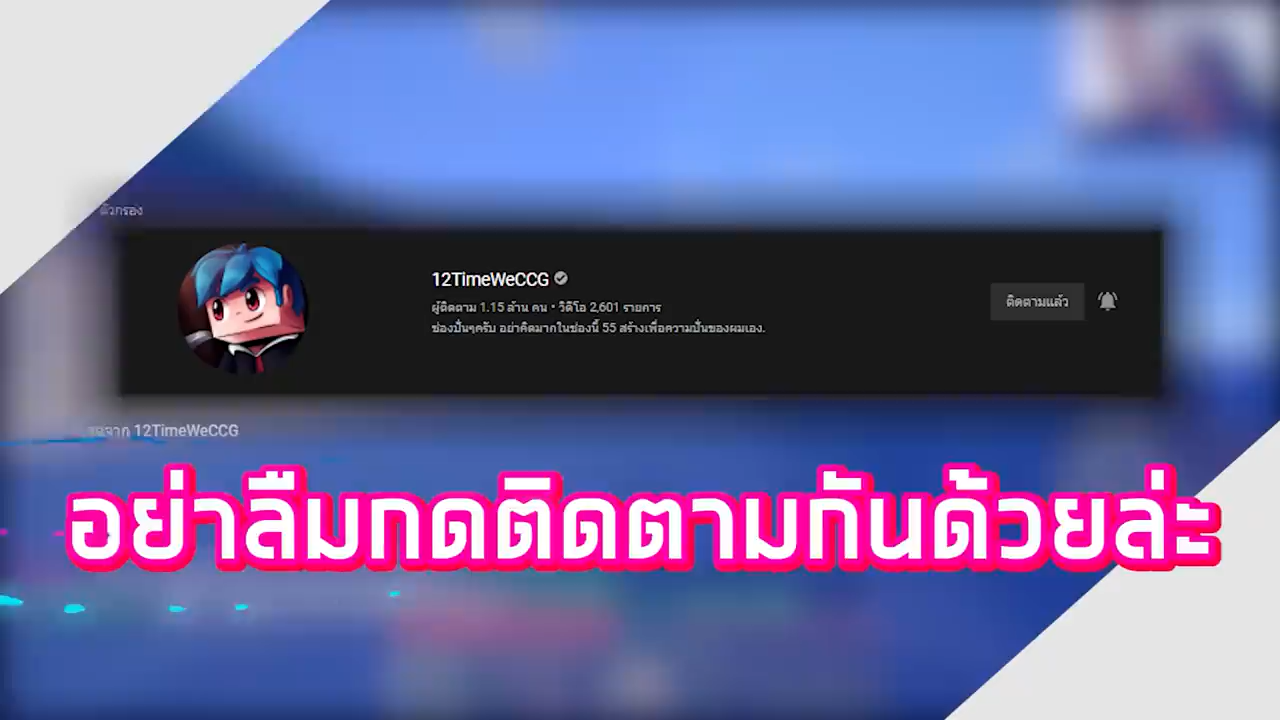 ตัวกรอง
12TimeWeCCG
ผู้ติดตาม 1.15 ล้าน คน • วิดีโอ 2,601 รายการ
ช่องปั่นๆครับ อย่าคิดมากในช่องนี้ 55 สร้างเพื่อความปั่นของผมเอง.
ติดตามแล้ว
จาก 12TimeWeCCG
อย่าลืมกดติดตามกันด้วยล่ะ